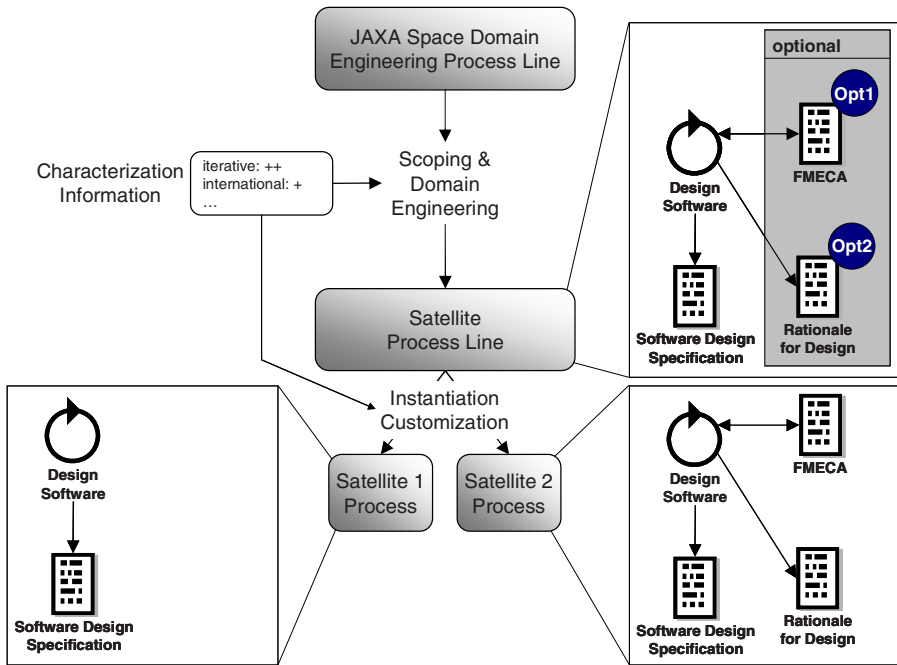 JAXA Space Domain
Engineering Process Line
optional
Opt1
FMECA
Design
Software
Opt2
Software Design
Specification
Rationale
for Design
Characterization
Information
iterative: ++
international: +
...
Scoping &
Domain
Engineering
Satellite
Process Line
Instantiation
Customization
Satellite 1
Process
Satellite 2
Process
Design
Software
Software Design
Specification
FMECA
Design
Software
Software Design
Specification
Rationale
for Design